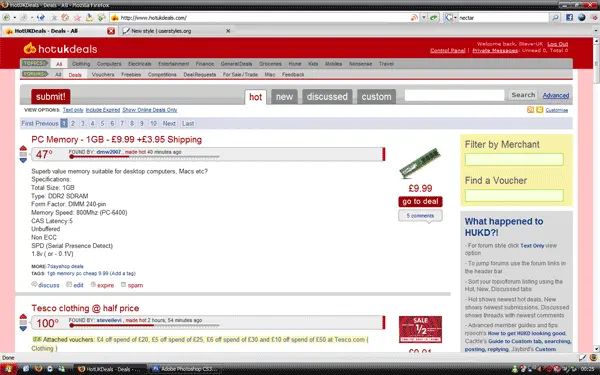 HotUKDeals - Deals - All - Mozilla Firefox
File Edit View History Bookmarks Tools Help
http://www.hotukdeals.com/
nectar
HotUKDeals - Deals - All
New style | userstyles.org
hotukdeals
Welcome back, Steve-UK Log Out
Control Panel | Private Messages: Unread 0, Total 0
TOPICS: All Clothing Computers Electricals Entertainment Finance General/Deals Groceries Home Kids Mobiles Nonsense Travel
FORUMS: All Deals Vouchers Freebies Competitions Deal Requests For Sale / Trade Misc Feedback
submit!
hot
new
discussed
custom
Search
Advanced
VIEW OPTIONS: Text only Include Expired Show Online Deals Only
Customise
First Previous 1 2 3 4 5 6 7 8 9 10 Next Last
PC Memory - 1GB - £9.99 +£3.95 Shipping
47°
FOUND BY: dmw2007 , made hot 40 minutes ago
Superb value memory suitable for desktop computers, Macs etc?
Specifications:
Total Size: 1GB
Type: DDR2 SDRAM
Form Factor: DIMM 240-pin
Memory Speed: 800Mhz (PC-6400)
CAS Latency:5
Unbuffered
Non ECC
SPD (Serial Presence Detect)
1.8v ( or - 0.1V)
MORE:7dayshop deals
TAGS: 1gb memory pc cheap 9.99 (Add a tag)
discuss
edit
expire
spam
£9.99
go to deal
5 comments
Filter by Merchant
Find a Voucher
What happened to
HUKD?!
- For forum style click Text Only view
option
- To jump forums use the forum links in
the header bar.
- Sort your topic/forum listing using the
Hot, New, Discussed tabs
- Hot shows newest hot deals. New
shows newest submissions, Discussed
shows threads with newest comments
- Advanced member guides and tips
reesoft's How to get HUKD looking good,
Cackle's Guide to Custom tab, searching,
posting, replying, Jaybird's Custom
Tesco clothing @ half price
100°
FOUND BY: steveilevi , made hot 2 hours, 54 minutes ago
Attached vouchers: £4 off spend of £20, £5 off spend of £25, £6 off spend of £30 and £10 off spend of £50 at Tesco.com (
Clothing )
SALE
1/2
Done
HotUKDeals - Deals - ...
Adobe Photoshop CS3...
00:25